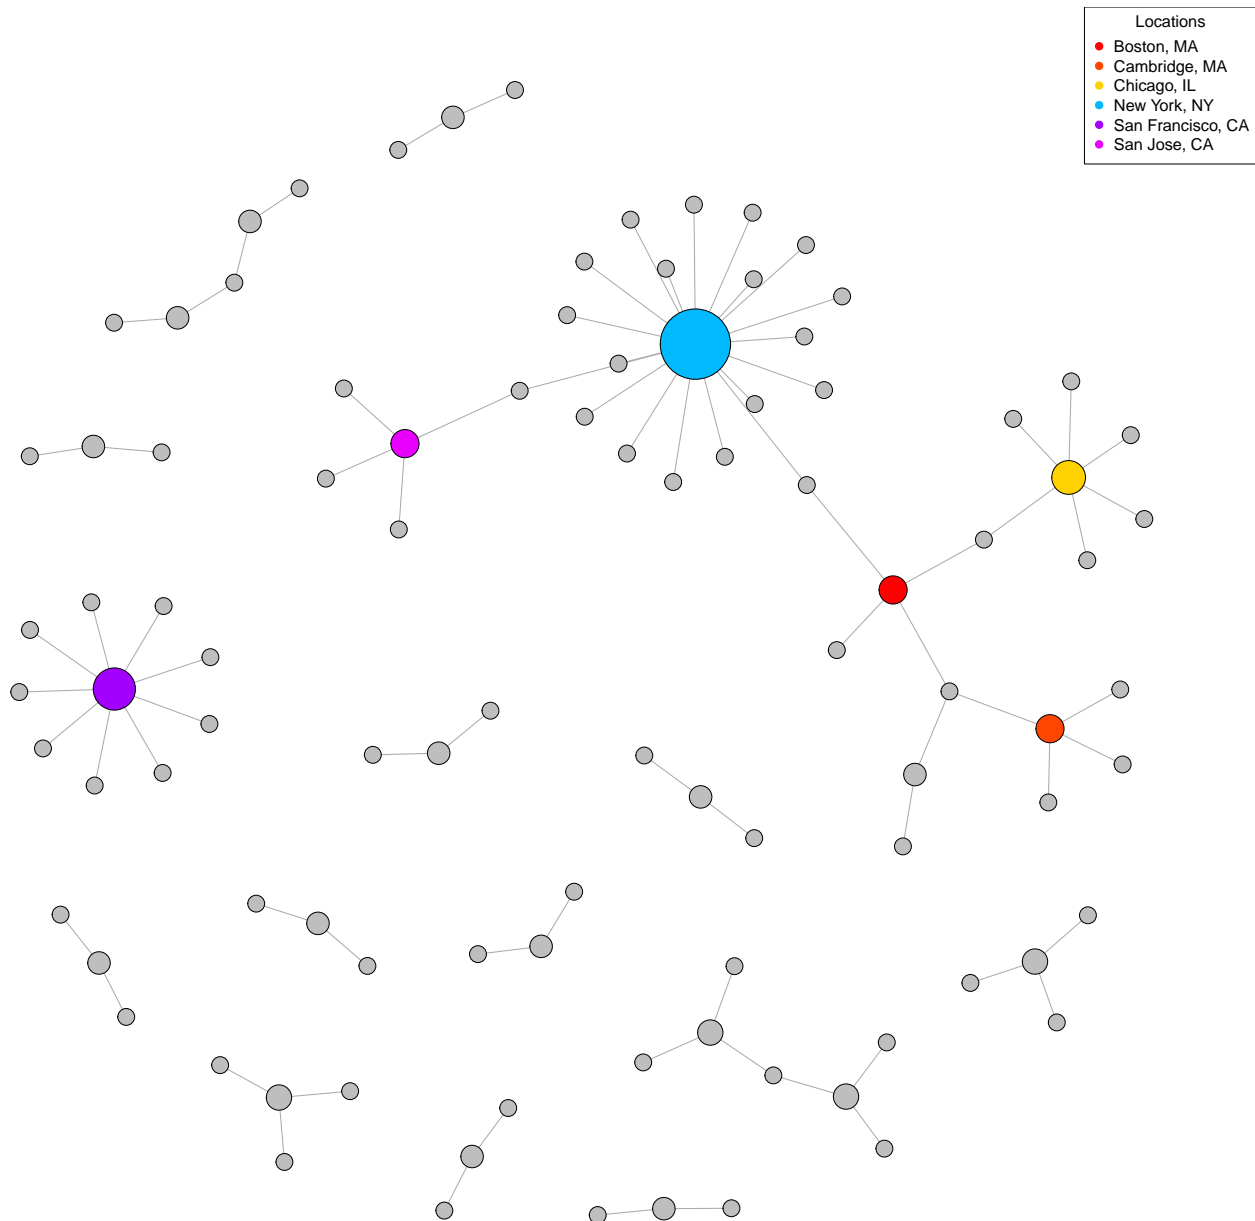 Locations
Boston, MA
Cambridge, MA
Chicago, IL
New York, NY
San Francisco, CA
San Jose, CA